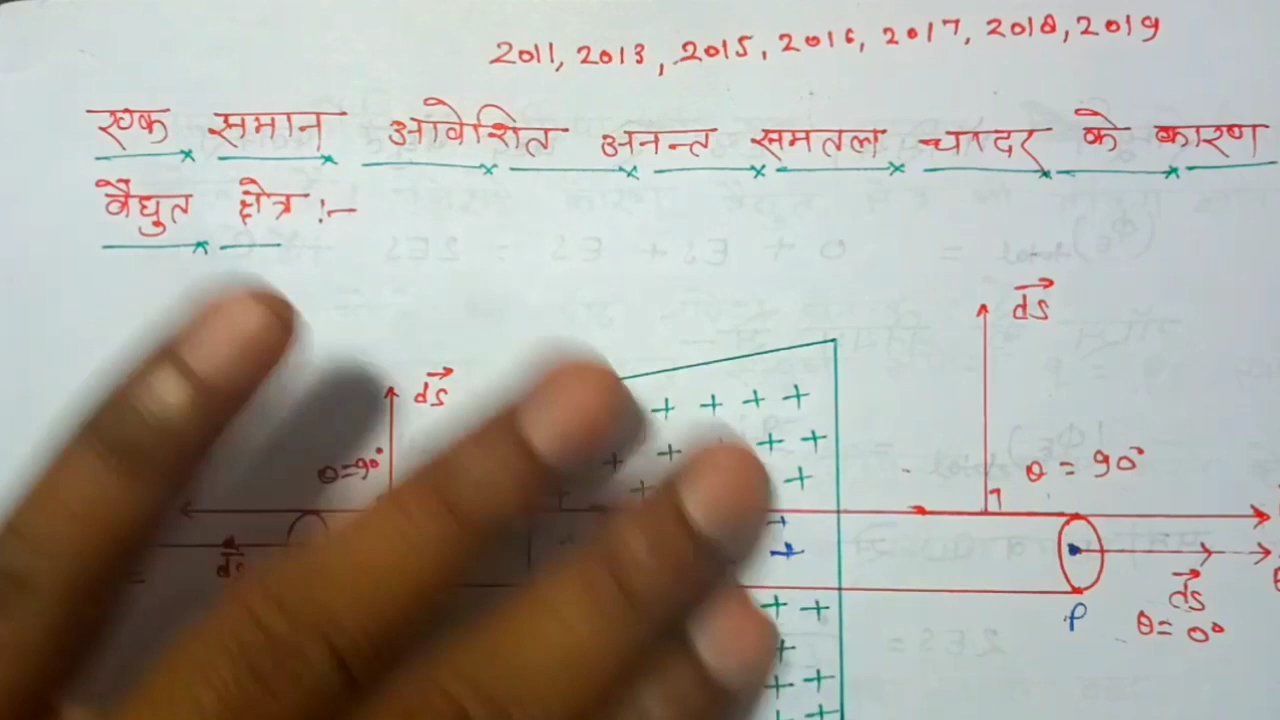 2011, 2013, 2015, 2016, 2017, 2018, 2019
एक समान आवेशित अनन्त समतल चादर के कारण
वैद्युत क्षेत्र :-
ds
ds
θ=90°
θ = 90°
ds
ds
P
θ= 0°